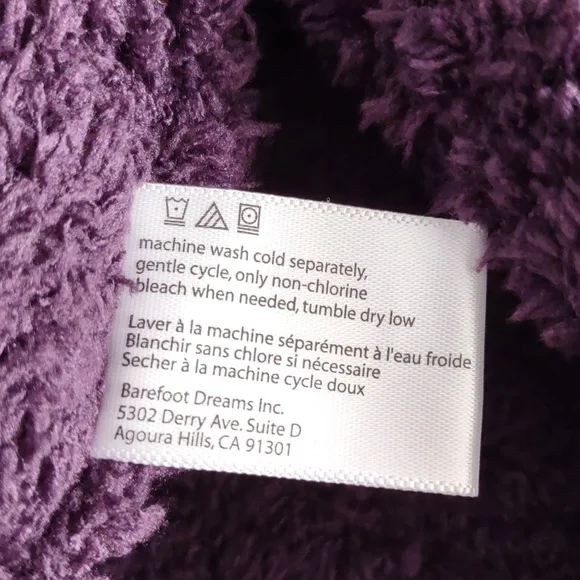 machine wash cold separately,
gentle cycle, only non-chlorine
bleach when needed, tumble dry low
Laver à la machine séparément à l'eau froide
Blanchir sans chlore si nécessaire
Secher à la machine cycle doux
Barefoot Dreams Inc.
5302 Derry Ave. Suite D
Agoura Hills, CA 91301